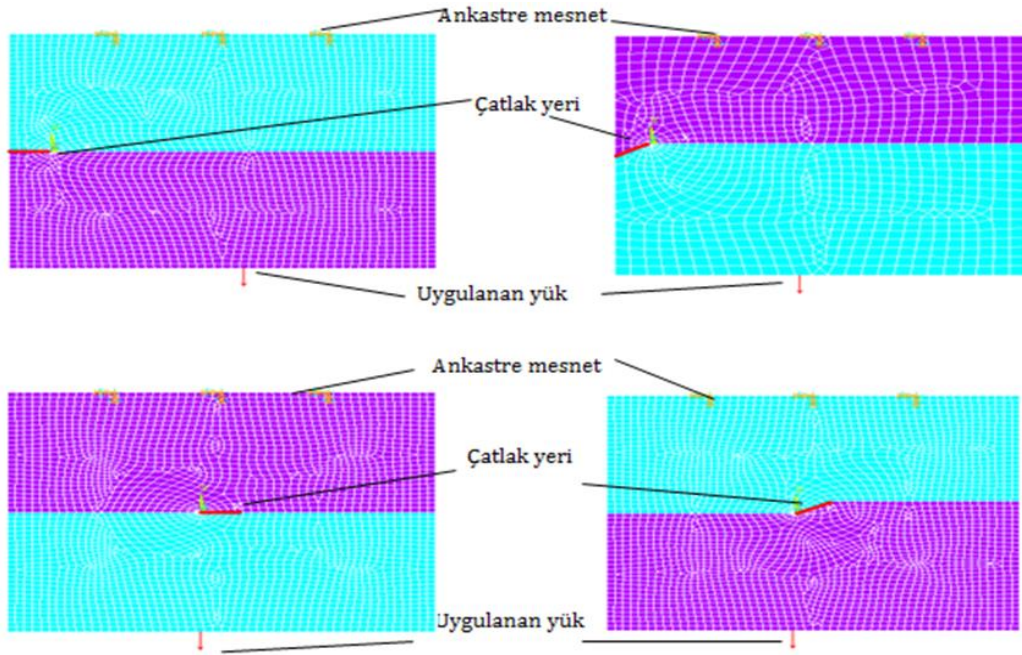 Ankastre mesnet
Çatlak yeri
Uygulanan yük
Ankastre mesnet
Çatlak yeri
Uygulanan yük